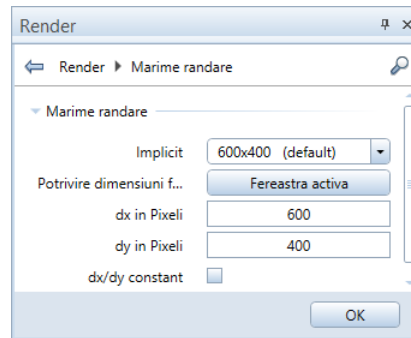 Render
Render Marime randare
Marime randare
Implicit 600x400 (default)
Potrivire dimensiuni f... Fereastra activa
dx in Pixeli 600
dy in Pixeli 400
dx/dy constant
OK